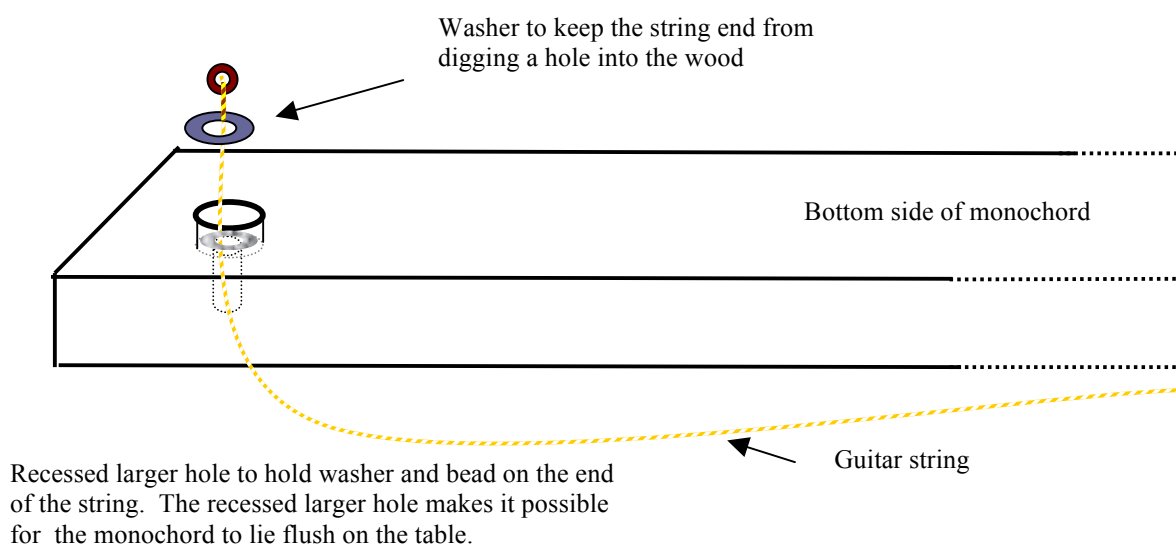 Washer to keep the string end from
digging a hole into the wood
Bottom side of monochord
Guitar string
Recessed larger hole to hold washer and bead on the end
of the string.  The recessed larger hole makes it possible
for  the monochord to lie flush on the table.